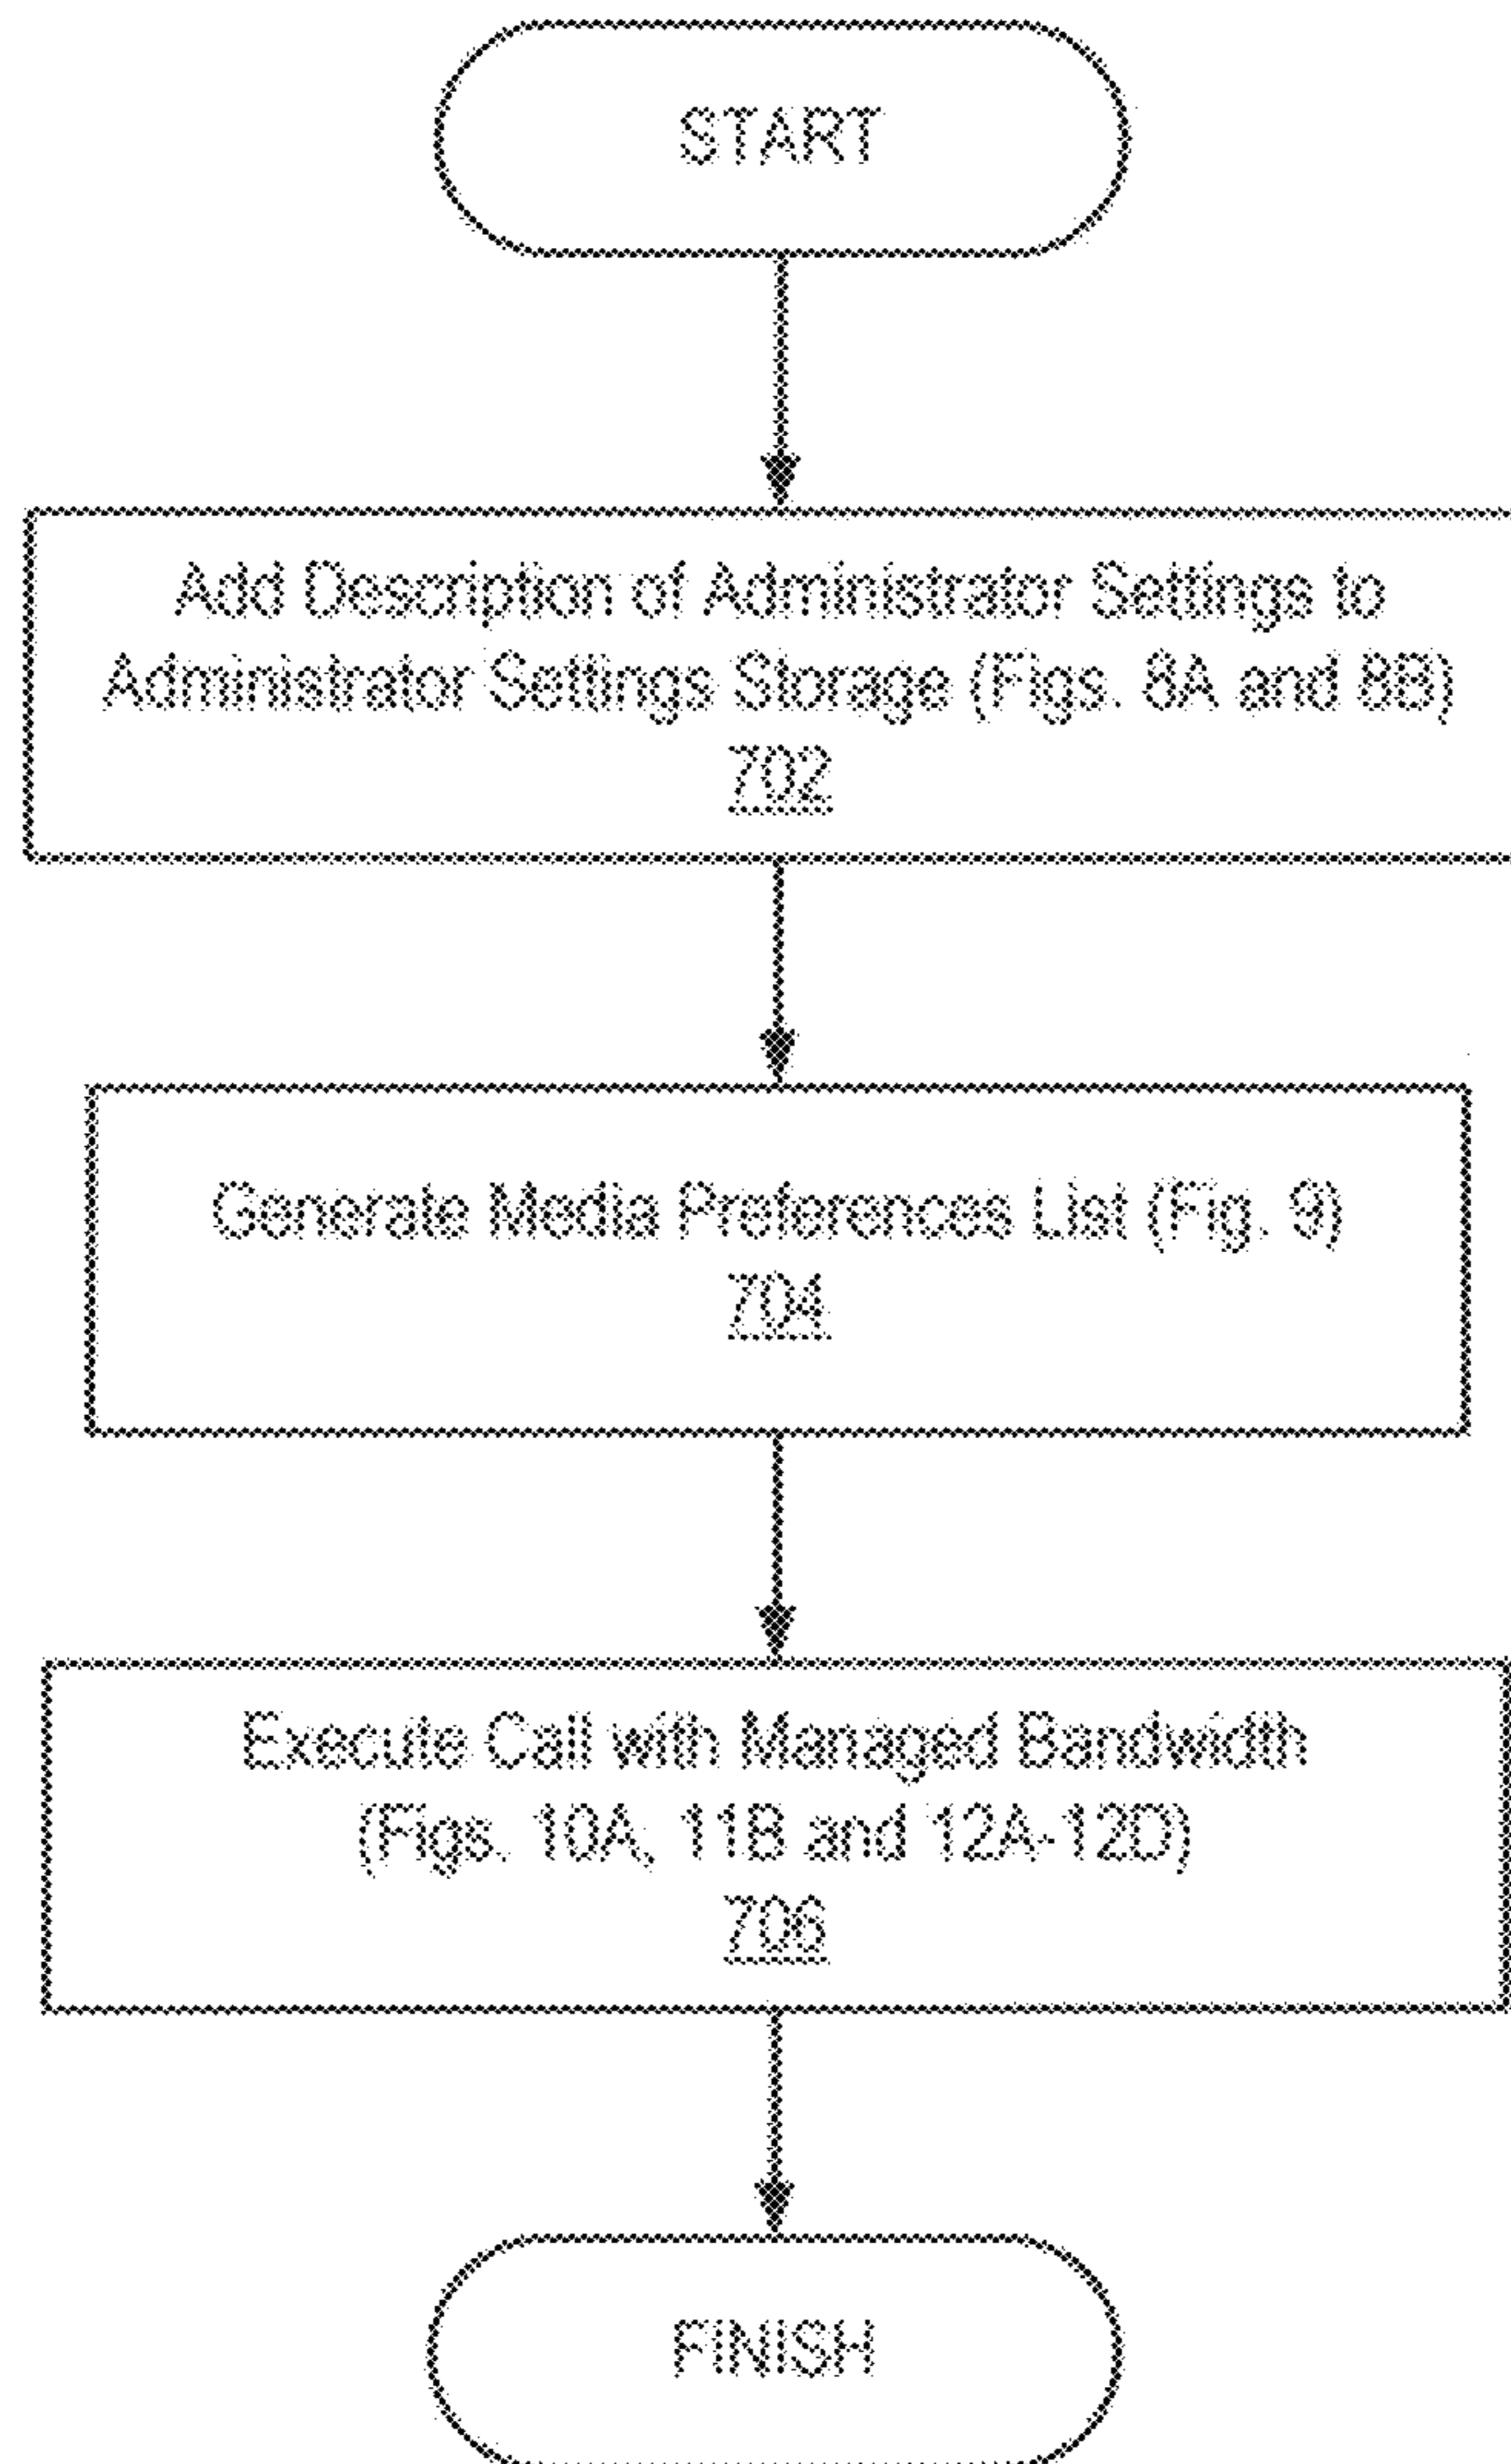 START
Add Description of Administrator Settings to
Administrator Settings Storage (Figs. 8A and 8B)
702
Generate Media Preferences List (Fig. 9)
704
Execute Call with Managed Bandwidth
(Figs. 10A, 11B and 12A-12D)
706
FINISH